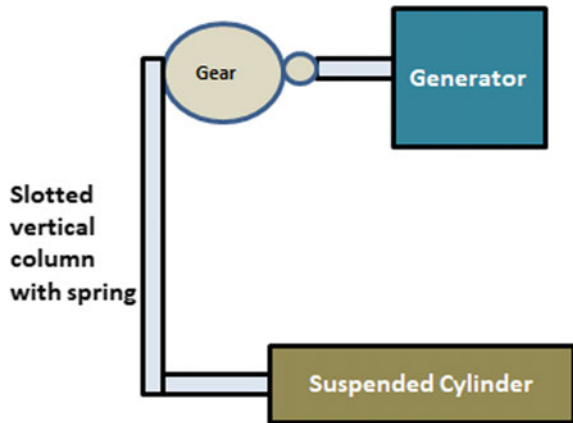 Gear
Generator
Slotted
vertical
column
with spring
Suspended Cylinder